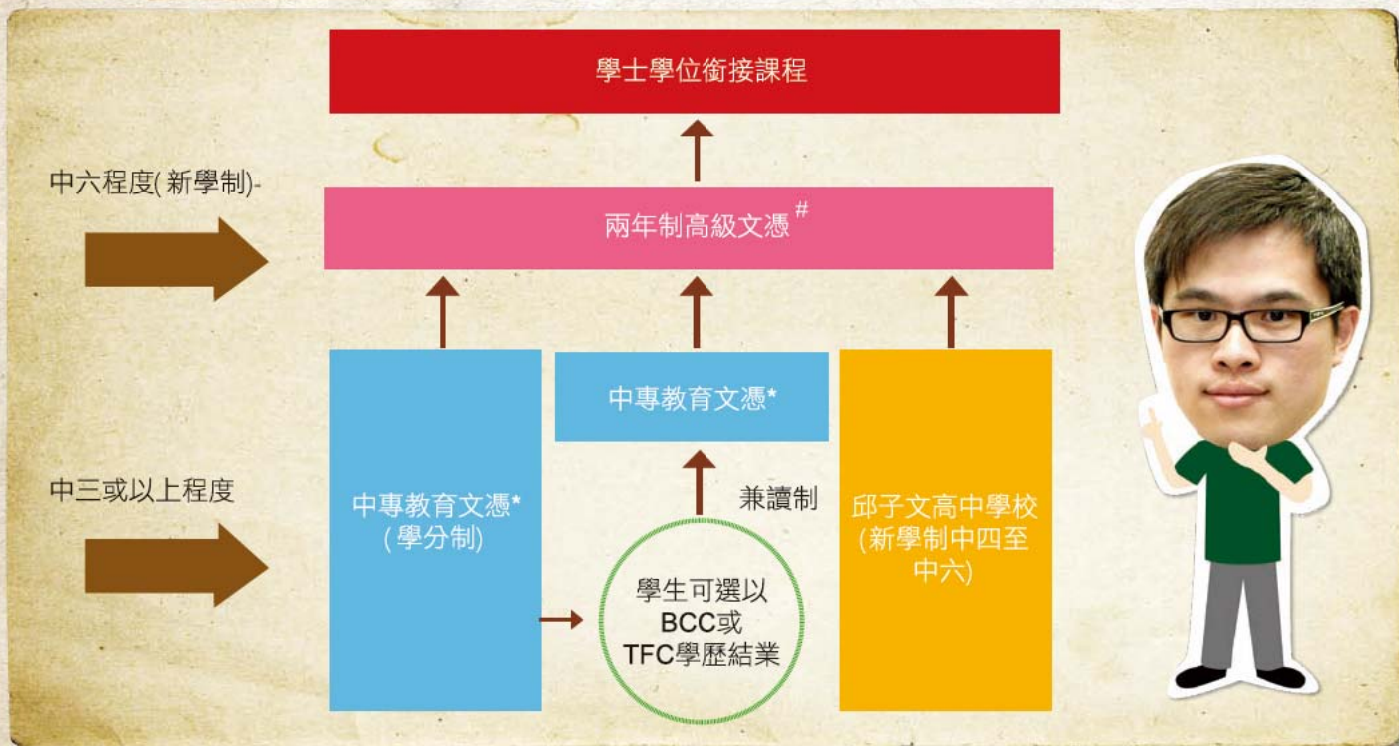 學士學位銜接課程
中六程度( 新學制)-
兩年制高級文憑#
中專教育文憑*
中三或以上程度
中專教育文憑*
( 學分制)
兼讀制
邱子文高中學校
(新學制中四至
中六)
學生可選以
BCC或
TFC學歷結業